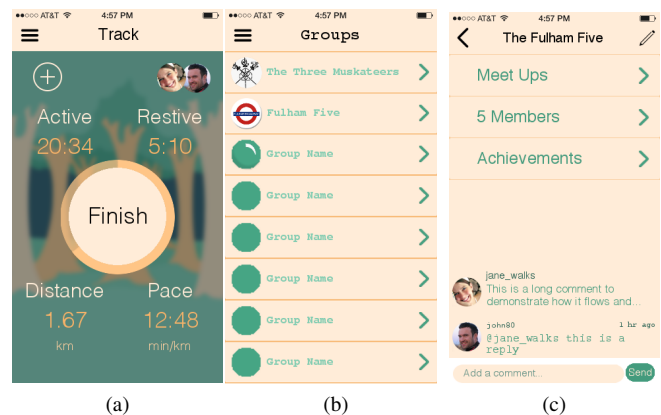 AT&T 4:57 PM
Track
Active Restive
20:34 5:10
Finish
Distance Pace
1.67 12:48
km min/km
(a)
AT&T 4:57 PM
Groups
The Three Muskateers
Fulham Five
Group Name
Group Name
Group Name
Group Name
Group Name
Group Name
(b)
AT&T 4:57 PM
The Fulham Five
Meet Ups
5 Members
Achievements
jane_walks
This is a long comment to
demonstrate how it flows and...
john80 1 hr ago
@jane_walks this is a
reply
Add a comment... Send
(c)